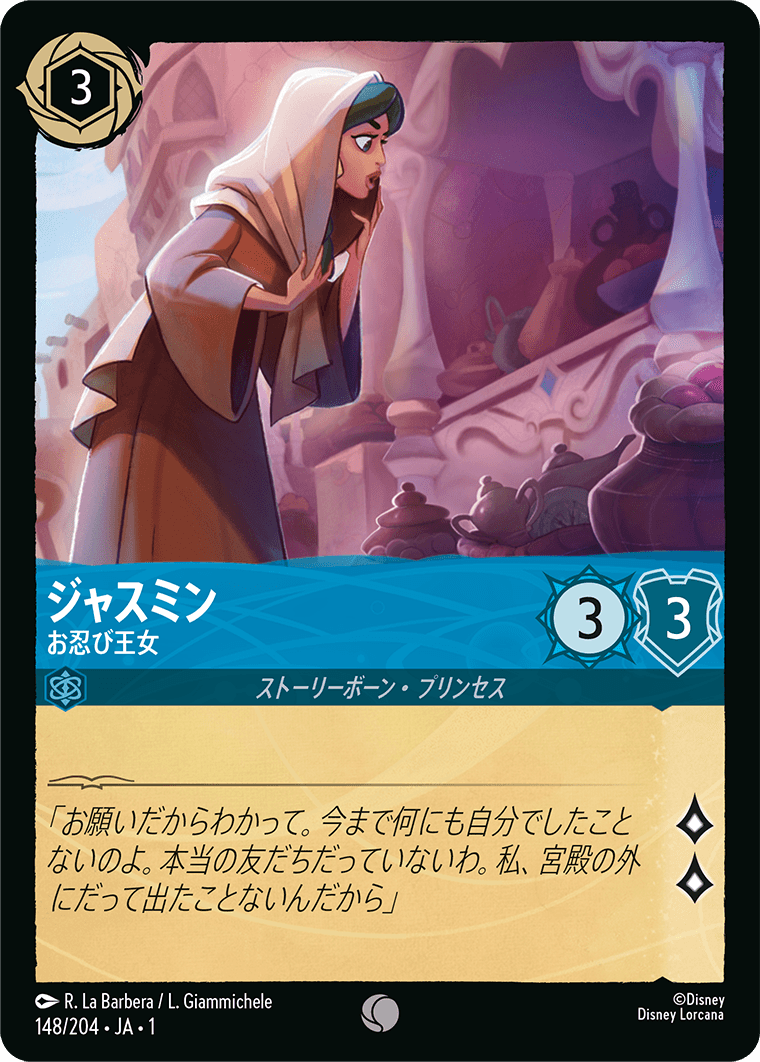 3
ジャスミン
お忍び王女
3
3
ストーリーボーン・プリンセス
「お願いだからわかって。今まで何にも自分でしたこと
ないのよ。本当の友だちだっていないわ。私、宮殿の外
にだって出たことないんだから」
R. La Barbera / L. Giammichele
148/204 • JA • 1
©Disney
Disney Lorcana